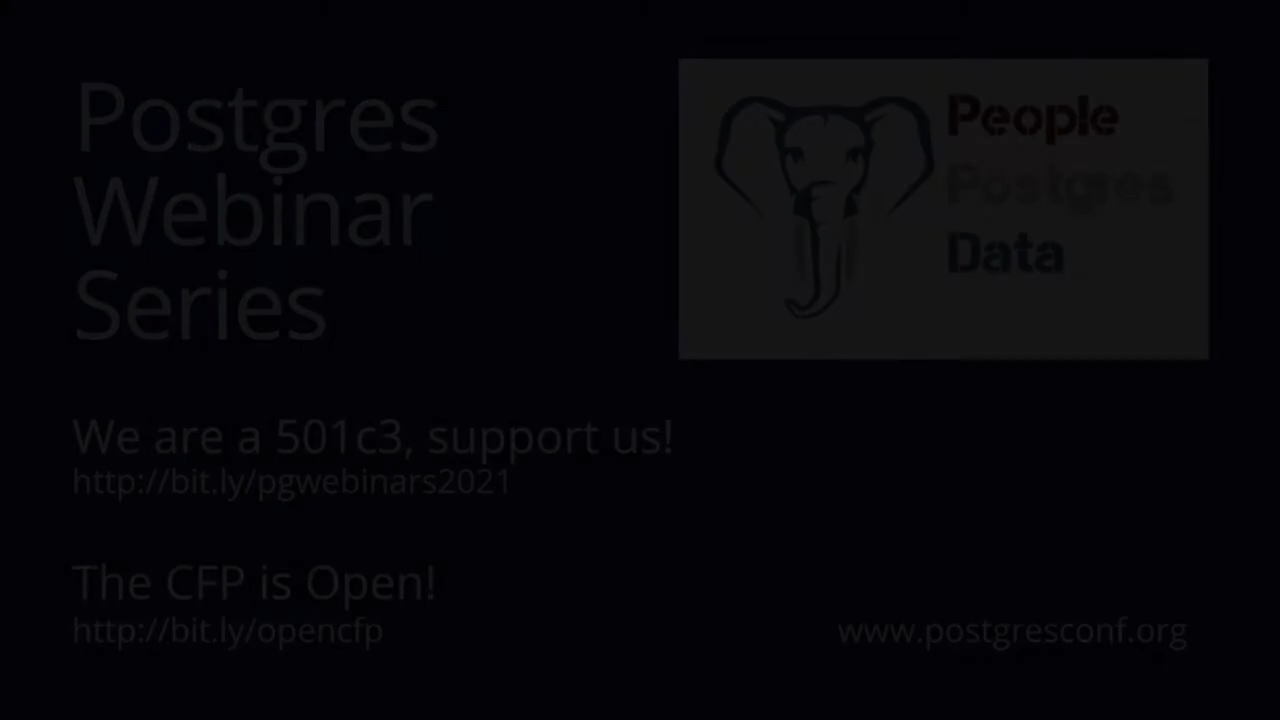 Postgres
Webinar
Series
People
Postgres
Data
We are a 501c3, support us!
http://bit.ly/pgwebinars2021
The CFP is Open!
http://bit.ly/opencfp
www.postgresconf.org